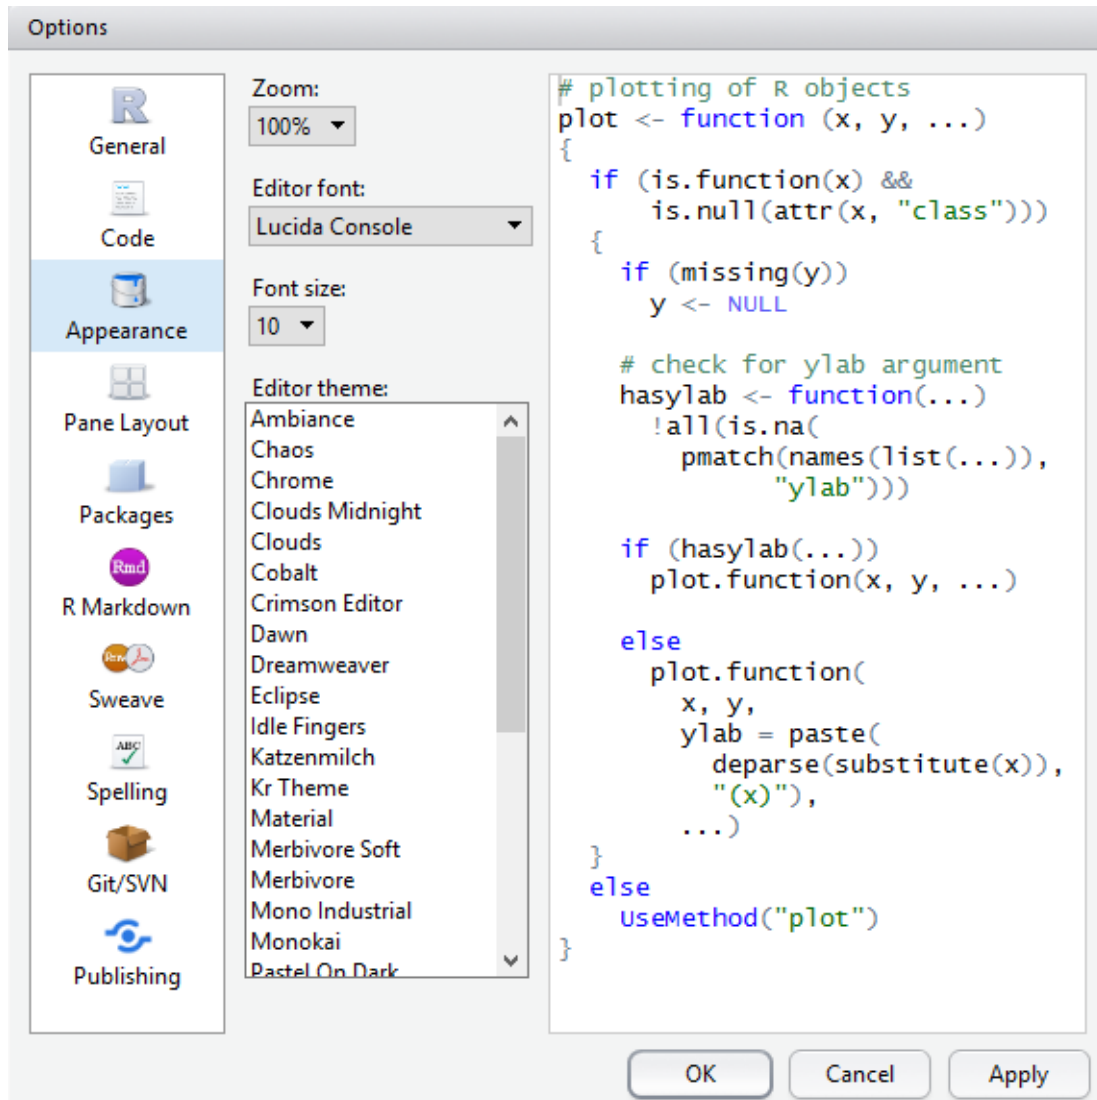 Options
R
General
Code
Appearance
Pane Layout
Packages
Rmd
R Markdown
Rnw
Sweave
ABC
Spelling
Git/SVN
Publishing
Zoom:
100%
Editor font:
Lucida Console
Font size:
10
Editor theme:
Ambiance
Chaos
Chrome
Clouds Midnight
Clouds
Cobalt
Crimson Editor
Dawn
Dreamweaver
Eclipse
Idle Fingers
Katzenmilch
Kr Theme
Material
Merbivore Soft
Merbivore
Mono Industrial
Monokai
Pastel On Dark
# plotting of R objects
plot <- function (x, y, ...)
{
  if (is.function(x) &&
      is.null(attr(x, "class")))
  {
    if (missing(y))
      y <- NULL

    # check for ylab argument
    hasylab <- function(...)
      !all(is.na(
        pmatch(names(list(...)),
              "ylab")))

    if (hasylab(...))
      plot.function(x, y, ...)

    else
      plot.function(
        x, y,
        ylab = paste(
          deparse(substitute(x)),
          "(x)"),
        ...)
  }
  else
    UseMethod("plot")
}
OK
Cancel
Apply